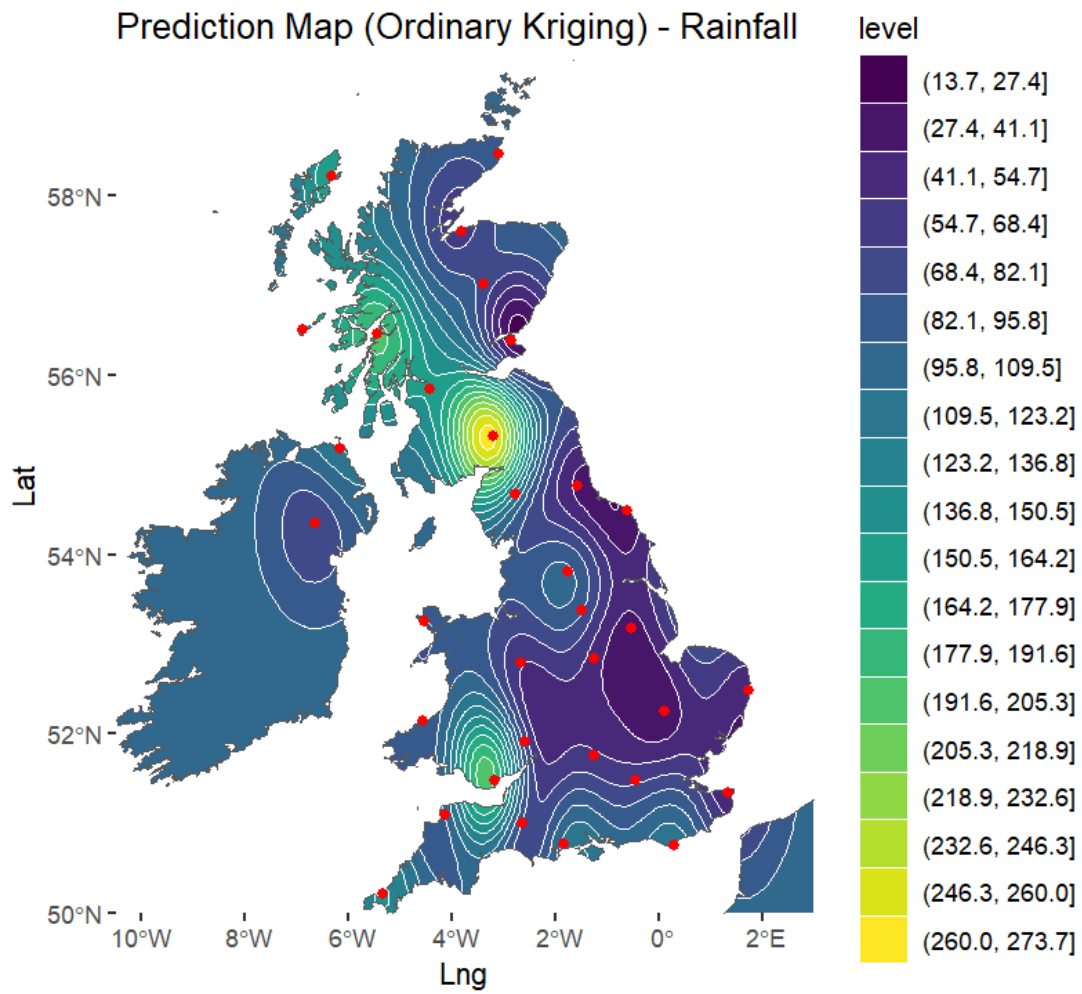 Prediction Map (Ordinary Kriging) - Rainfall
level
(13.7, 27.4]
(27.4, 41.1]
(41.1, 54.7]
(54.7, 68.4]
(68.4, 82.1]
(82.1, 95.8]
(95.8, 109.5]
(109.5, 123.2]
(123.2, 136.8]
(136.8, 150.5]
(150.5, 164.2]
(164.2, 177.9]
(177.9, 191.6]
(191.6, 205.3]
(205.3, 218.9]
(218.9, 232.6]
(232.6, 246.3]
(246.3, 260.0]
(260.0, 273.7]
Lat
58°N
56°N
54°N
52°N
50°N
10°W 8°W 6°W 4°W 2°W 0° 2°E
Lng